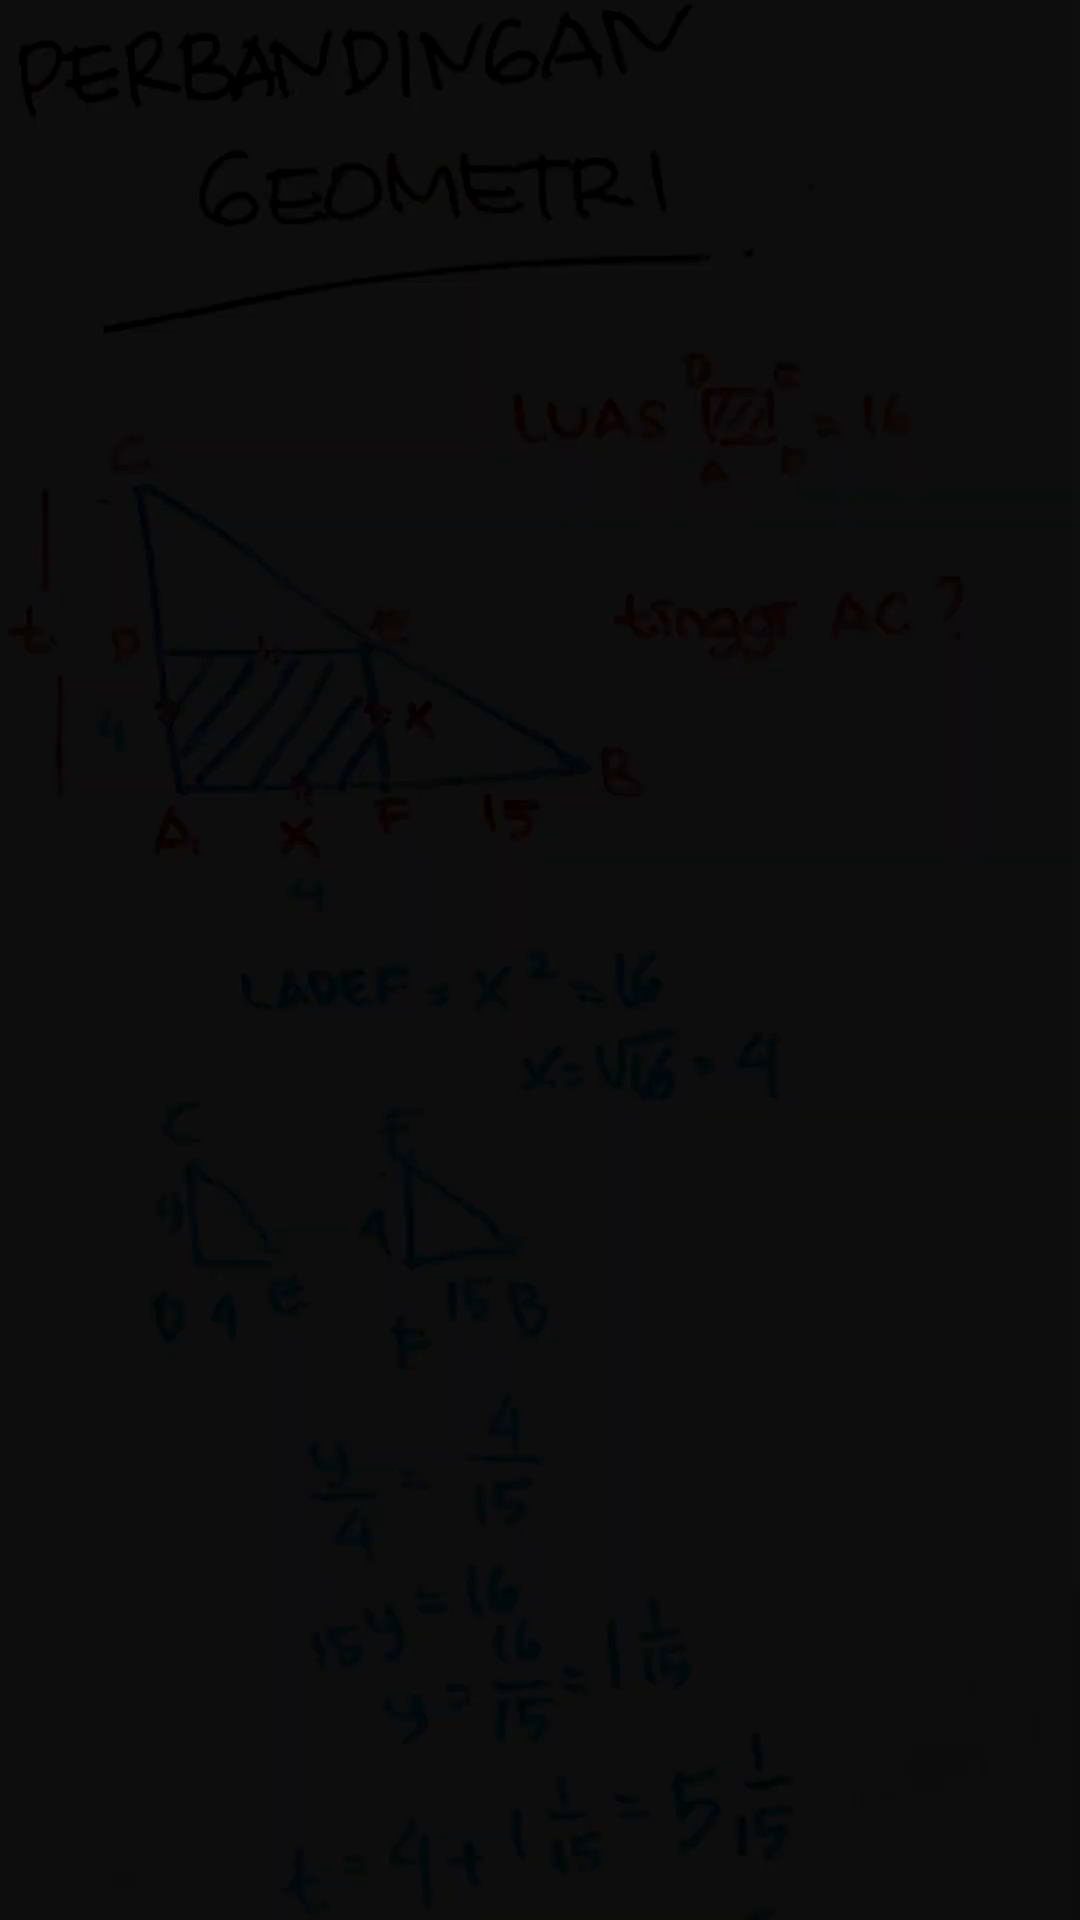 PERBANDINGAN
GEOMETRI
LUAS = 16
D E
A
C
tinggi AC ?
t
D E
4 x
B
A x F 15
4
LADEF = x² = 16
x = √16 = 4
C E
y 4
D 4 E
F 15 B
y/4 = 4/15
15y = 16
y = 16/15 = 1 1/15
t = 4 + 1 1/15 = 5 1/15